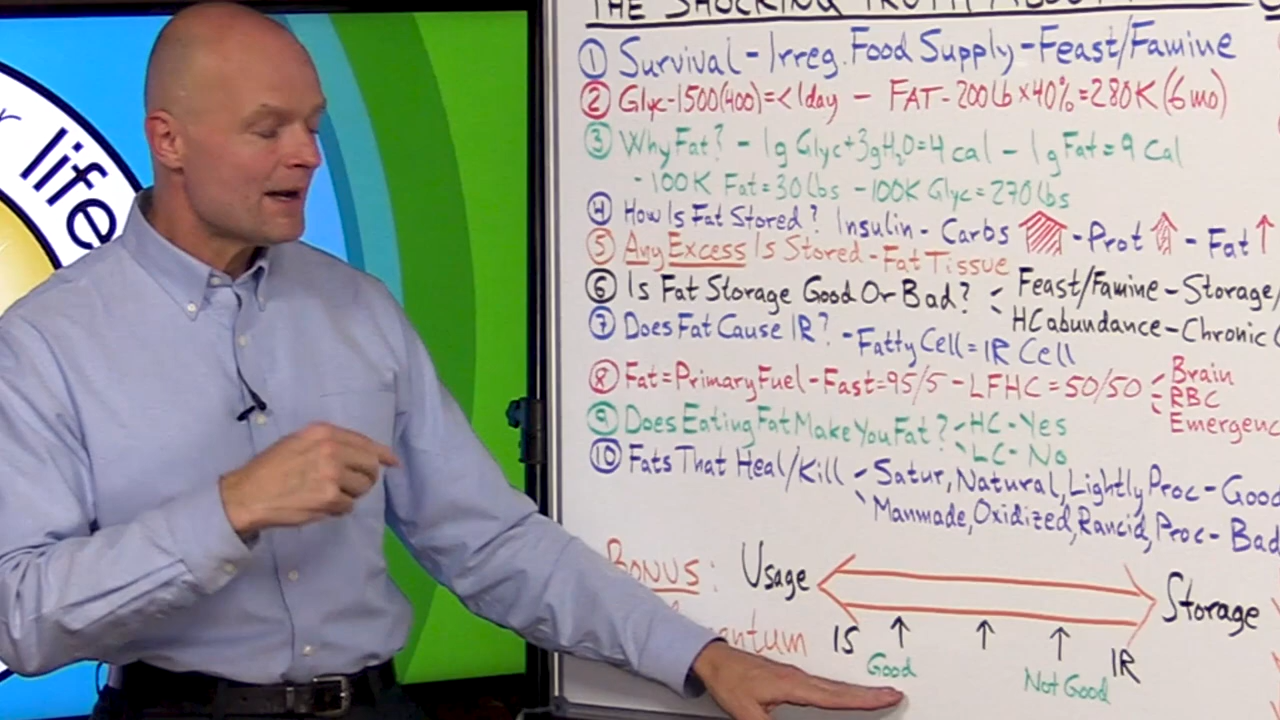 THE SHOCKING TRUTH ABOUT
life
① Survival - Irreg. Food Supply - Feast/Famine
② Glyc - 1500 (400) = < 1 day - FAT - 200 lb x 40% = 280K (6 mo)
③ Why Fat? - 1g Glyc + 3g H₂O = 4 cal - 1g Fat = 9 Cal
- 100K Fat = 30 lbs - 100K Glyc = 270 lbs
④ How Is Fat Stored? Insulin - Carbs ⇑ - Prot ⇑ - Fat ↑
⑤ Any Excess Is Stored - Fat Tissue
⑥ Is Fat Storage Good Or Bad? - Feast/Famine - Storage/
- HC abundance - Chronic
⑦ Does Fat Cause IR? - Fatty Cell = IR Cell
⑧ Fat = Primary Fuel - Fast = 95/5 - LFHC = 50/50 - Brain
- RBC
- Emergenc
⑨ Does Eating Fat Make You Fat? - HC - Yes
- LC - No
⑩ Fats That Heal/Kill - Satur, Natural, Lightly Proc - Good
- Manmade, Oxidized, Rancid, Proc - Bad
BONUS: Usage Storage
entum IS ↑ ↑ ↑ IR
Good Not Good